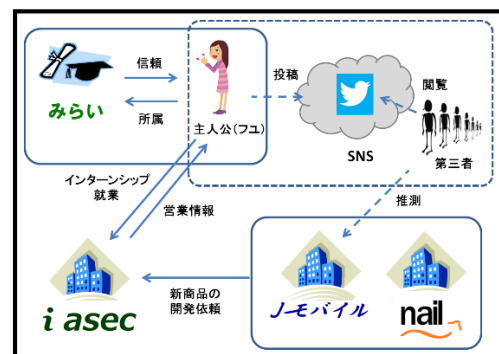 信頼
みらい
所属
主人公(フユ)
投稿
SNS
閲覧
第三者
インターンシップ
就業
営業情報
推測
新商品の
開発依頼
i asec
J-モバイル
nail